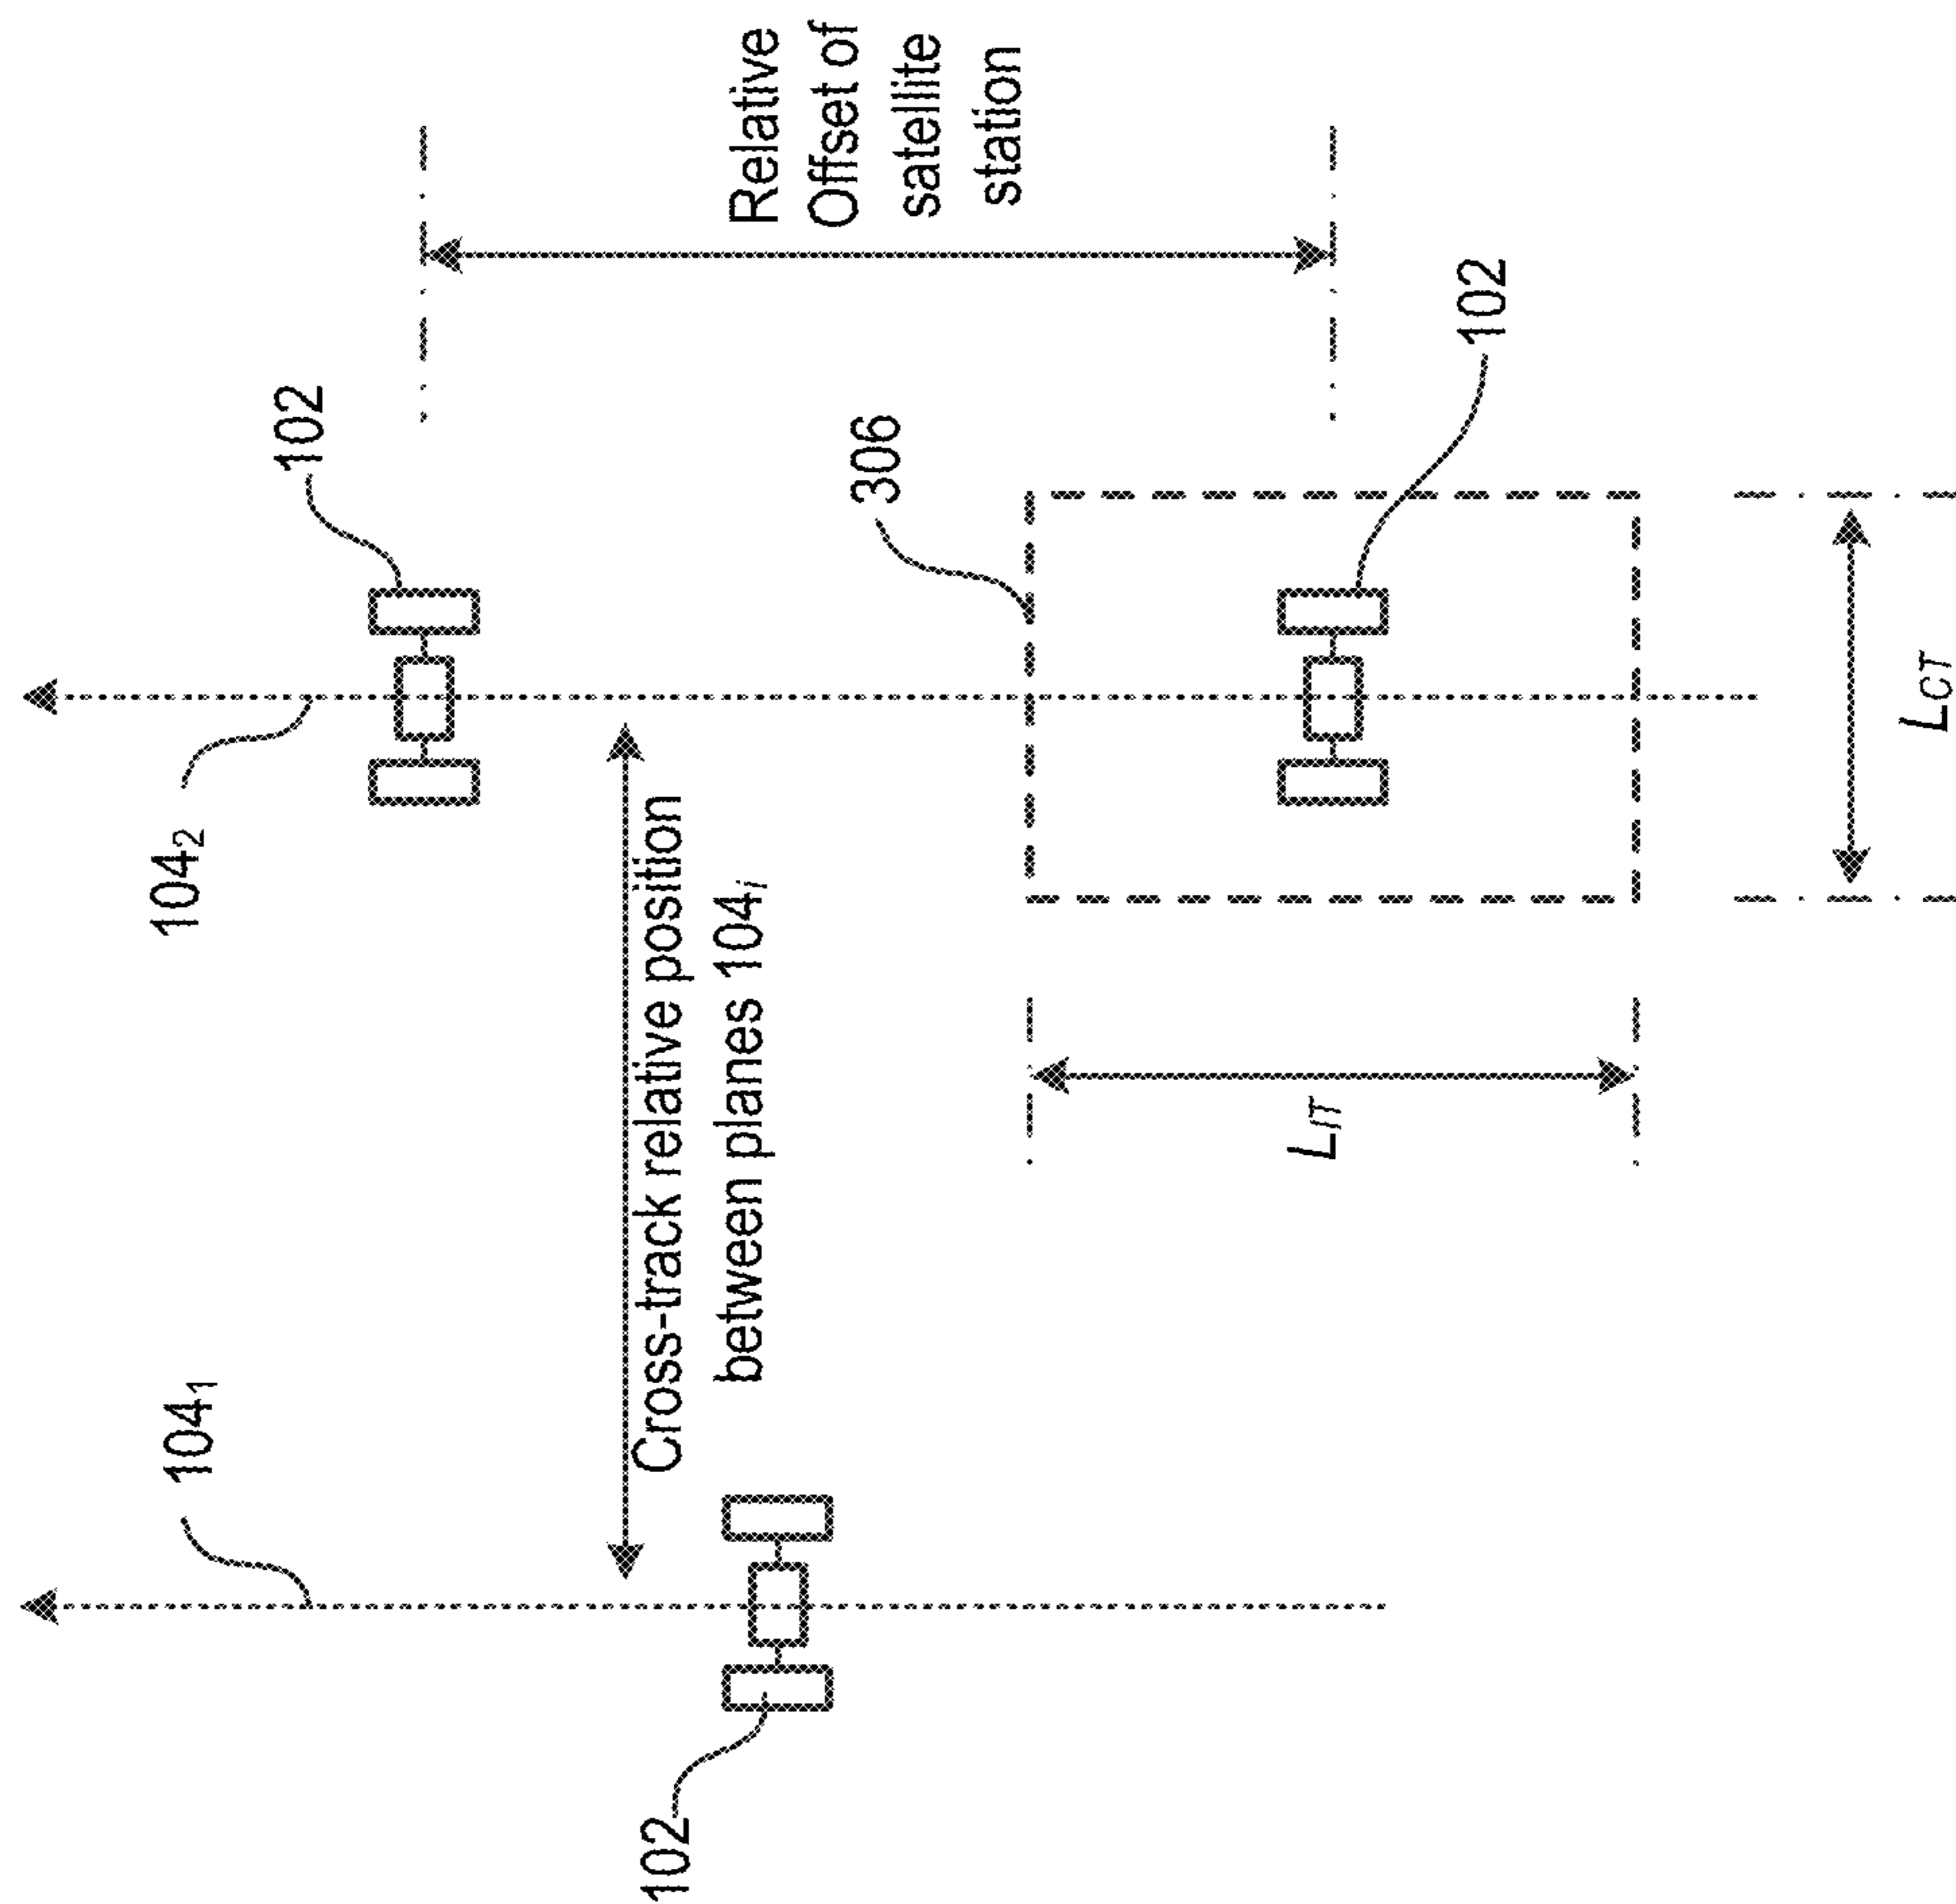 104₁
104₂
102
102
Cross-track relative position
between planes 104ᵢ
306
Relative
Offset of
satellite
station
102
L_IT
L_CT